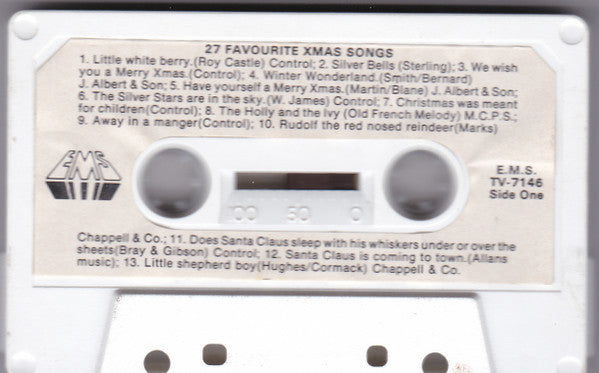 27 FAVOURITE XMAS SONGS
1. Little white berry.(Roy Castle) Control; 2. Silver Bells (Sterling); 3. We wish
you a Merry Xmas.(Control); 4. Winter Wonderland.(Smith/Bernard)
J. Albert & Son; 5. Have yourself a Merry Xmas.(Martin/Blane) J. Albert & Son;
6. The Silver Stars are in the sky.(W. James) Control; 7. Christmas was meant
for children(Control); 8. The Holly and the Ivy (Old French Melody) M.C.P.S.;
9. Away in a manger(Control); 10. Rudolf the red nosed reindeer(Marks)
EMS
E.M.S.
TV-7146
Side One
100 50 0
Chappell & Co.; 11. Does Santa Claus sleep with his whiskers under or over the
sheets(Bray & Gibson) Control; 12. Santa Claus is coming to town.(Allans
music); 13. Little shepherd boy(Hughes/Cormack) Chappell & Co.